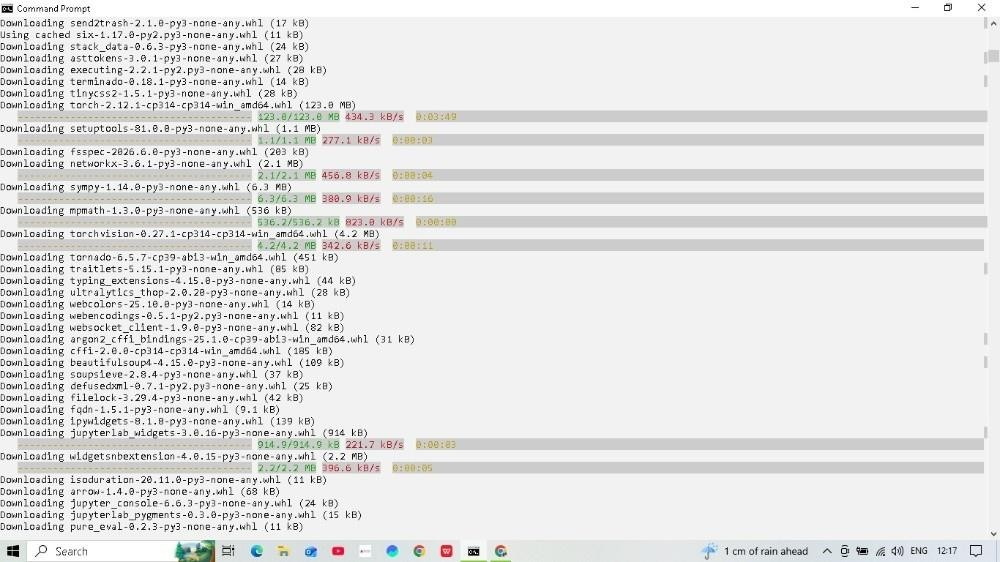 Command Prompt
Downloading send2trash-2.1.0-py3-none-any.whl (17 kB)
Using cached six-1.17.0-py2.py3-none-any.whl (11 kB)
Downloading stack_data-0.6.3-py3-none-any.whl (24 kB)
Downloading asttokens-3.0.1-py3-none-any.whl (27 kB)
Downloading executing-2.2.1-py2.py3-none-any.whl (28 kB)
Downloading terminado-0.18.1-py3-none-any.whl (14 kB)
Downloading tinycss2-1.5.1-py3-none-any.whl (28 kB)
Downloading torch-2.12.1-cp314-cp314-win_amd64.whl (123.0 MB)
---------------------------------------- 123.0/123.0 MB 434.3 kB/s 0:03:49
Downloading setuptools-81.0.0-py3-none-any.whl (1.1 MB)
---------------------------------------- 1.1/1.1 MB 277.1 kB/s 0:00:03
Downloading fsspec-2026.6.0-py3-none-any.whl (203 kB)
Downloading networkx-3.6.1-py3-none-any.whl (2.1 MB)
---------------------------------------- 2.1/2.1 MB 456.8 kB/s 0:00:04
Downloading sympy-1.14.0-py3-none-any.whl (6.3 MB)
---------------------------------------- 6.3/6.3 MB 380.9 kB/s 0:00:16
Downloading mpmath-1.3.0-py3-none-any.whl (536 kB)
---------------------------------------- 536.2/536.2 kB 823.0 kB/s 0:00:00
Downloading torchvision-0.27.1-cp314-cp314-win_amd64.whl (4.2 MB)
---------------------------------------- 4.2/4.2 MB 342.6 kB/s 0:00:11
Downloading tornado-6.5.7-cp39-abi3-win_amd64.whl (451 kB)
Downloading traitlets-5.15.1-py3-none-any.whl (85 kB)
Downloading typing_extensions-4.15.0-py3-none-any.whl (44 kB)
Downloading ultralytics_thop-2.0.20-py3-none-any.whl (28 kB)
Downloading webcolors-25.10.0-py3-none-any.whl (14 kB)
Downloading webencodings-0.5.1-py2.py3-none-any.whl (11 kB)
Downloading websocket_client-1.9.0-py3-none-any.whl (82 kB)
Downloading argon2_cffi_bindings-25.1.0-cp39-abi3-win_amd64.whl (31 kB)
Downloading cffi-2.0.0-cp314-cp314-win_amd64.whl (185 kB)
Downloading beautifulsoup4-4.15.0-py3-none-any.whl (109 kB)
Downloading soupsieve-2.8.4-py3-none-any.whl (37 kB)
Downloading defusedxml-0.7.1-py2.py3-none-any.whl (25 kB)
Downloading filelock-3.29.4-py3-none-any.whl (42 kB)
Downloading fqdn-1.5.1-py3-none-any.whl (9.1 kB)
Downloading ipywidgets-8.1.8-py3-none-any.whl (139 kB)
Downloading jupyterlab_widgets-3.0.16-py3-none-any.whl (914 kB)
---------------------------------------- 914.9/914.9 kB 221.7 kB/s 0:00:03
Downloading widgetsnbextension-4.0.15-py3-none-any.whl (2.2 MB)
---------------------------------------- 2.2/2.2 MB 396.6 kB/s 0:00:05
Downloading isoduration-20.11.0-py3-none-any.whl (11 kB)
Downloading arrow-1.4.0-py3-none-any.whl (68 kB)
Downloading jupyter_console-6.6.3-py3-none-any.whl (24 kB)
Downloading jupyterlab_pygments-0.3.0-py3-none-any.whl (15 kB)
Downloading pure_eval-0.2.3-py3-none-any.whl (11 kB)
Search
1 cm of rain ahead
ENG
12:17